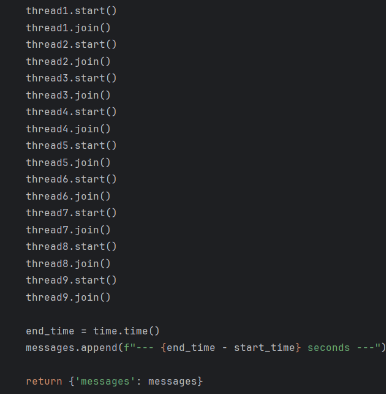 thread1.start()
thread1.join()
thread2.start()
thread2.join()
thread3.start()
thread3.join()
thread4.start()
thread4.join()
thread5.start()
thread5.join()
thread6.start()
thread6.join()
thread7.start()
thread7.join()
thread8.start()
thread8.join()
thread9.start()
thread9.join()
end_time = time.time()
messages.append(f"--- {end_time - start_time} seconds ---")
return {'messages': messages}